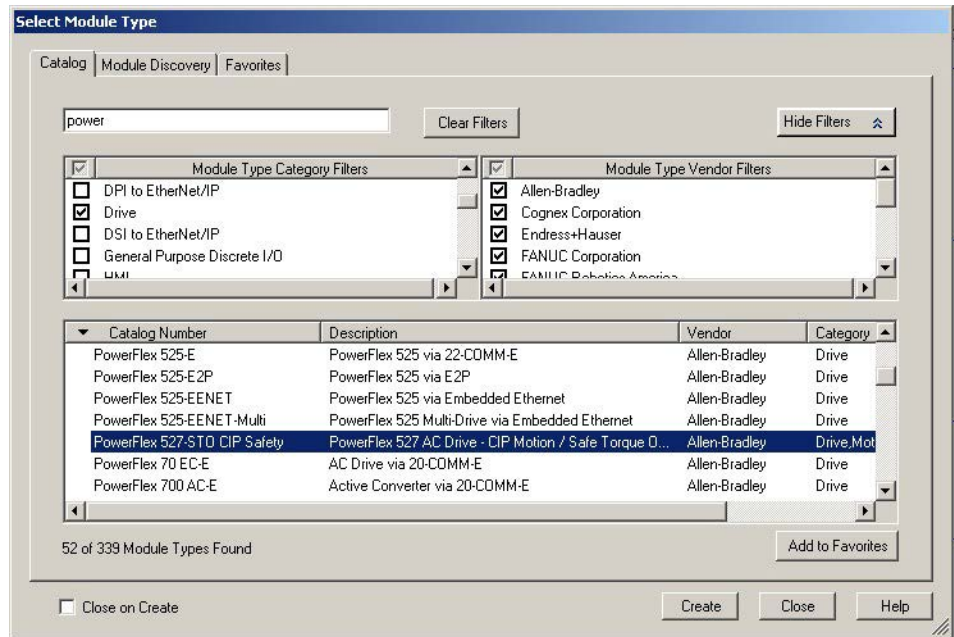 Select Module Type
Catalog Module Discovery Favorites
power Clear Filters Hide Filters
Module Type Category Filters Module Type Vendor Filters
DPI to EtherNet/IP Allen-Bradley
Drive Cognex Corporation
DSI to EtherNet/IP Endress+Hauser
General Purpose Discrete I/O FANUC Corporation
HMI FANUC Robotics America
Catalog Number Description Vendor Category
PowerFlex 525-E PowerFlex 525 via 22-COMM-E Allen-Bradley Drive
PowerFlex 525-E2P PowerFlex 525 via E2P Allen-Bradley Drive
PowerFlex 525-EENET PowerFlex 525 via Embedded Ethernet Allen-Bradley Drive
PowerFlex 525-EENET-Multi PowerFlex 525 Multi-Drive via Embedded Ethernet Allen-Bradley Drive
PowerFlex 527-STO CIP Safety PowerFlex 527 AC Drive - CIP Motion / Safe Torque O... Allen-Bradley Drive,Mot
PowerFlex 70 EC-E AC Drive via 20-COMM-E Allen-Bradley Drive
PowerFlex 700 AC-E Active Converter via 20-COMM-E Allen-Bradley Drive
52 of 339 Module Types Found Add to Favorites
Close on Create Create Close Help